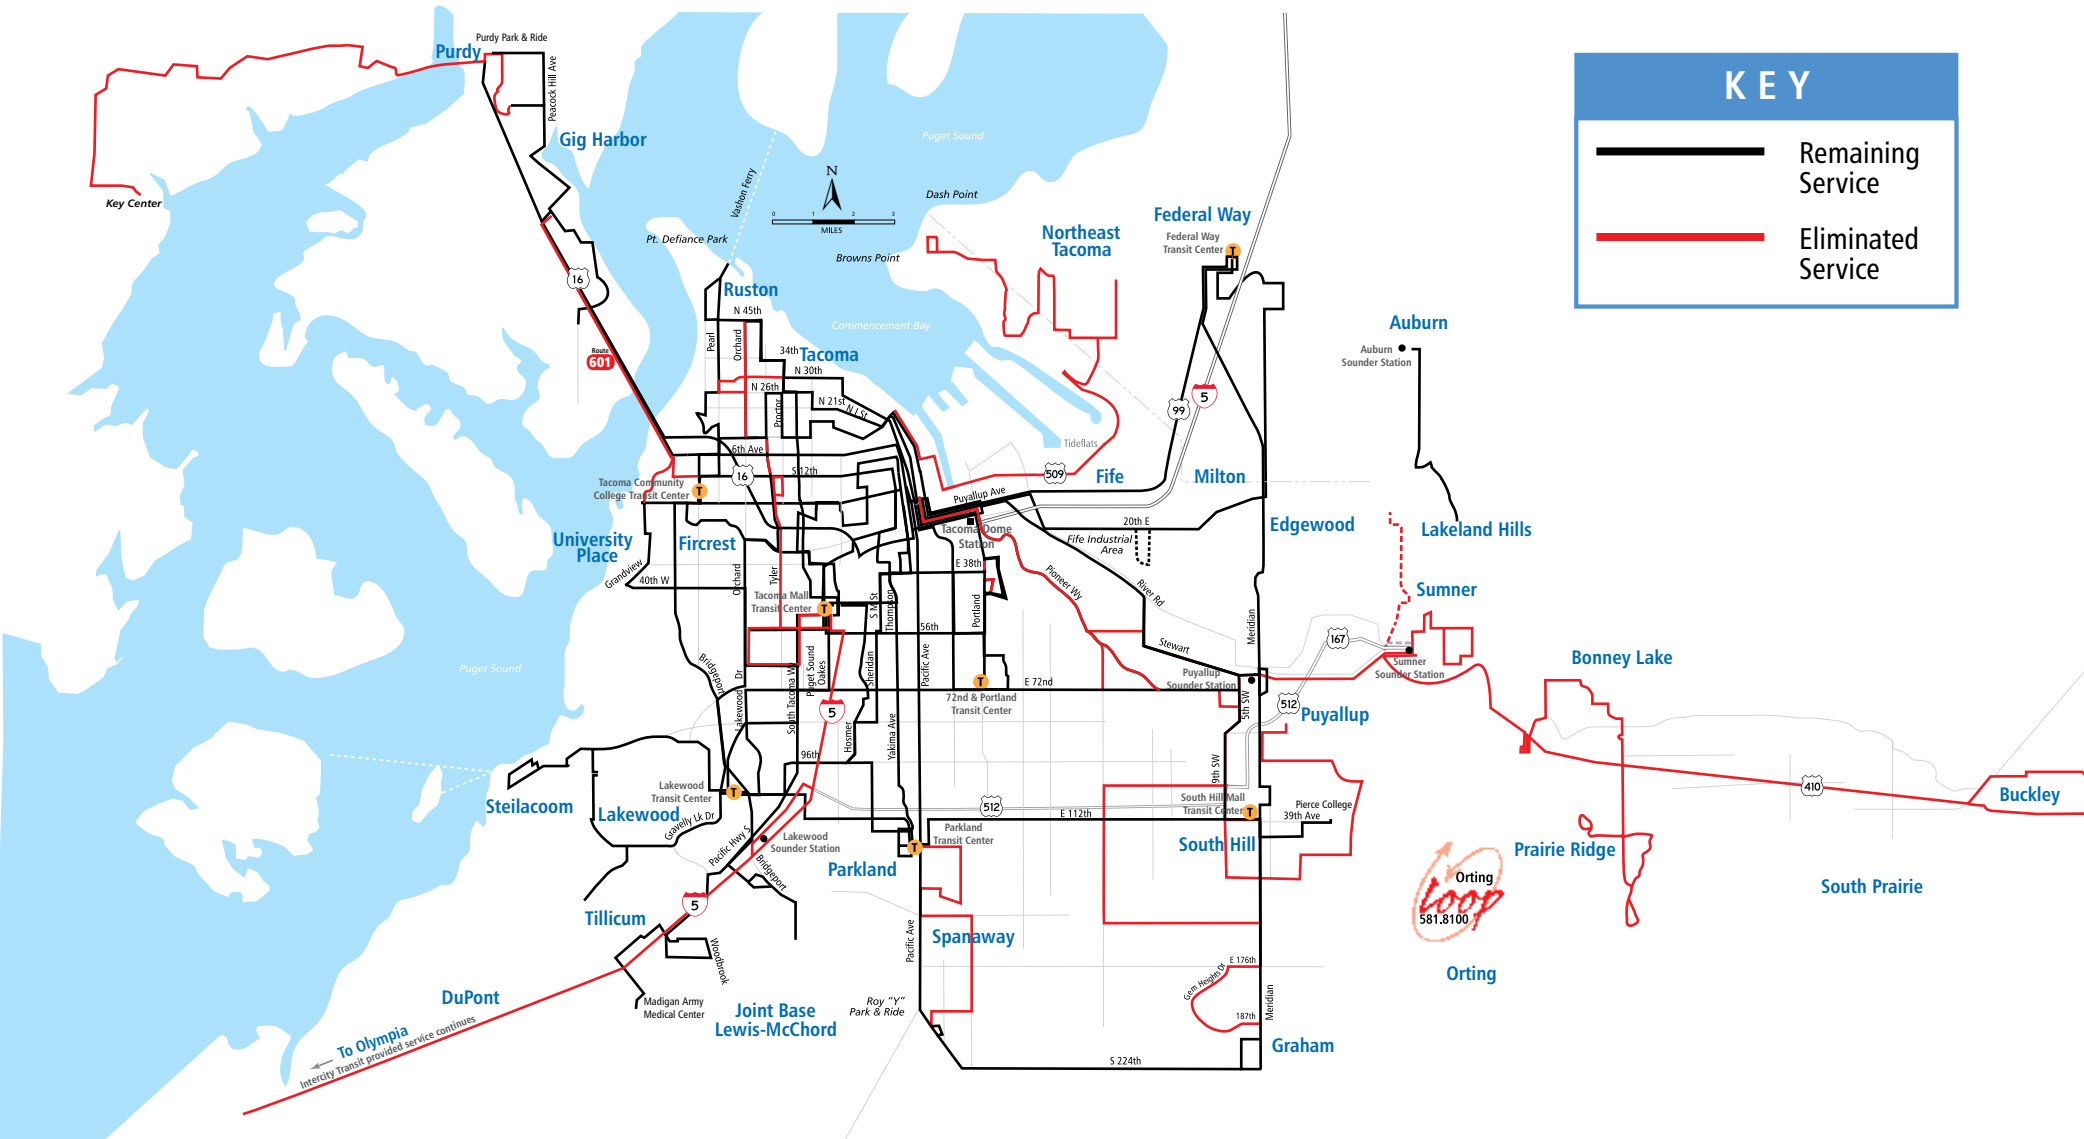 Purdy Park & Ride
Purdy
Peacock Hill Ave
Gig Harbor
Key Center
16
Route
601
Puget Sound
Vashon Ferry
N
0 1 2 3
MILES
Dash Point
Pt. Defiance Park
Browns Point
Commencement Bay
Northeast
Tacoma
Federal Way
Federal Way
Transit Center
T
KEY
Remaining
Service
Eliminated
Service
Ruston
N 45th
Pearl
Orchard
34th
Tacoma
N 30th
N 26th
Proctor
N 21st
N I St
6th Ave
S 12th
16
Tacoma Community
College Transit Center
T
99
5
Tideflats
509
Fife
Milton
Puyallup Ave
Tacoma Dome
Station
20th E
Fife Industrial
Area
Edgewood
Auburn
Auburn
Sounder Station
Lakeland Hills
Sumner
University
Place
Fircrest
Grandview
40th W
Orchard
Tyler
Tacoma Mall
Transit Center
T
E 38th
S M St
Thompson
Portland
56th
Pioneer Wy
River Rd
Stewart
Meridian
167
Sumner
Sounder Station
Bonney Lake
Puget Sound
Bridgeport
Lakewood Dr
South Tacoma W
Puget Sound
Oakes
Sheridan
Pacific Ave
T
72nd & Portland
Transit Center
E 72nd
Puyallup
Sounder Station
5th SW
512
Puyallup
5
Hosmer
Yakima Ave
96th
9th SW
Steilacoom
Lakewood
Lakewood
Transit Center
T
Gravelly Lk Dr
Pacific Hwy S
Lakewood
Sounder Station
Bridgeport
512
E 112th
South Hill Mall
Transit Center
T
Pierce College
39th Ave
South Hill
Parkland
Transit Center
T
Parkland
410
Buckley
Prairie Ridge
South Prairie
Orting
loop
581.8100
Orting
Tillicum
5
Woodbrook
Madigan Army
Medical Center
DuPont
Joint Base
Lewis-McChord
Pacific Ave
Spanaway
Roy "Y"
Park & Ride
E 176th
Gem Heights Dr
187th
Meridian
Graham
S 224th
To Olympia
Intercity Transit provided service continues